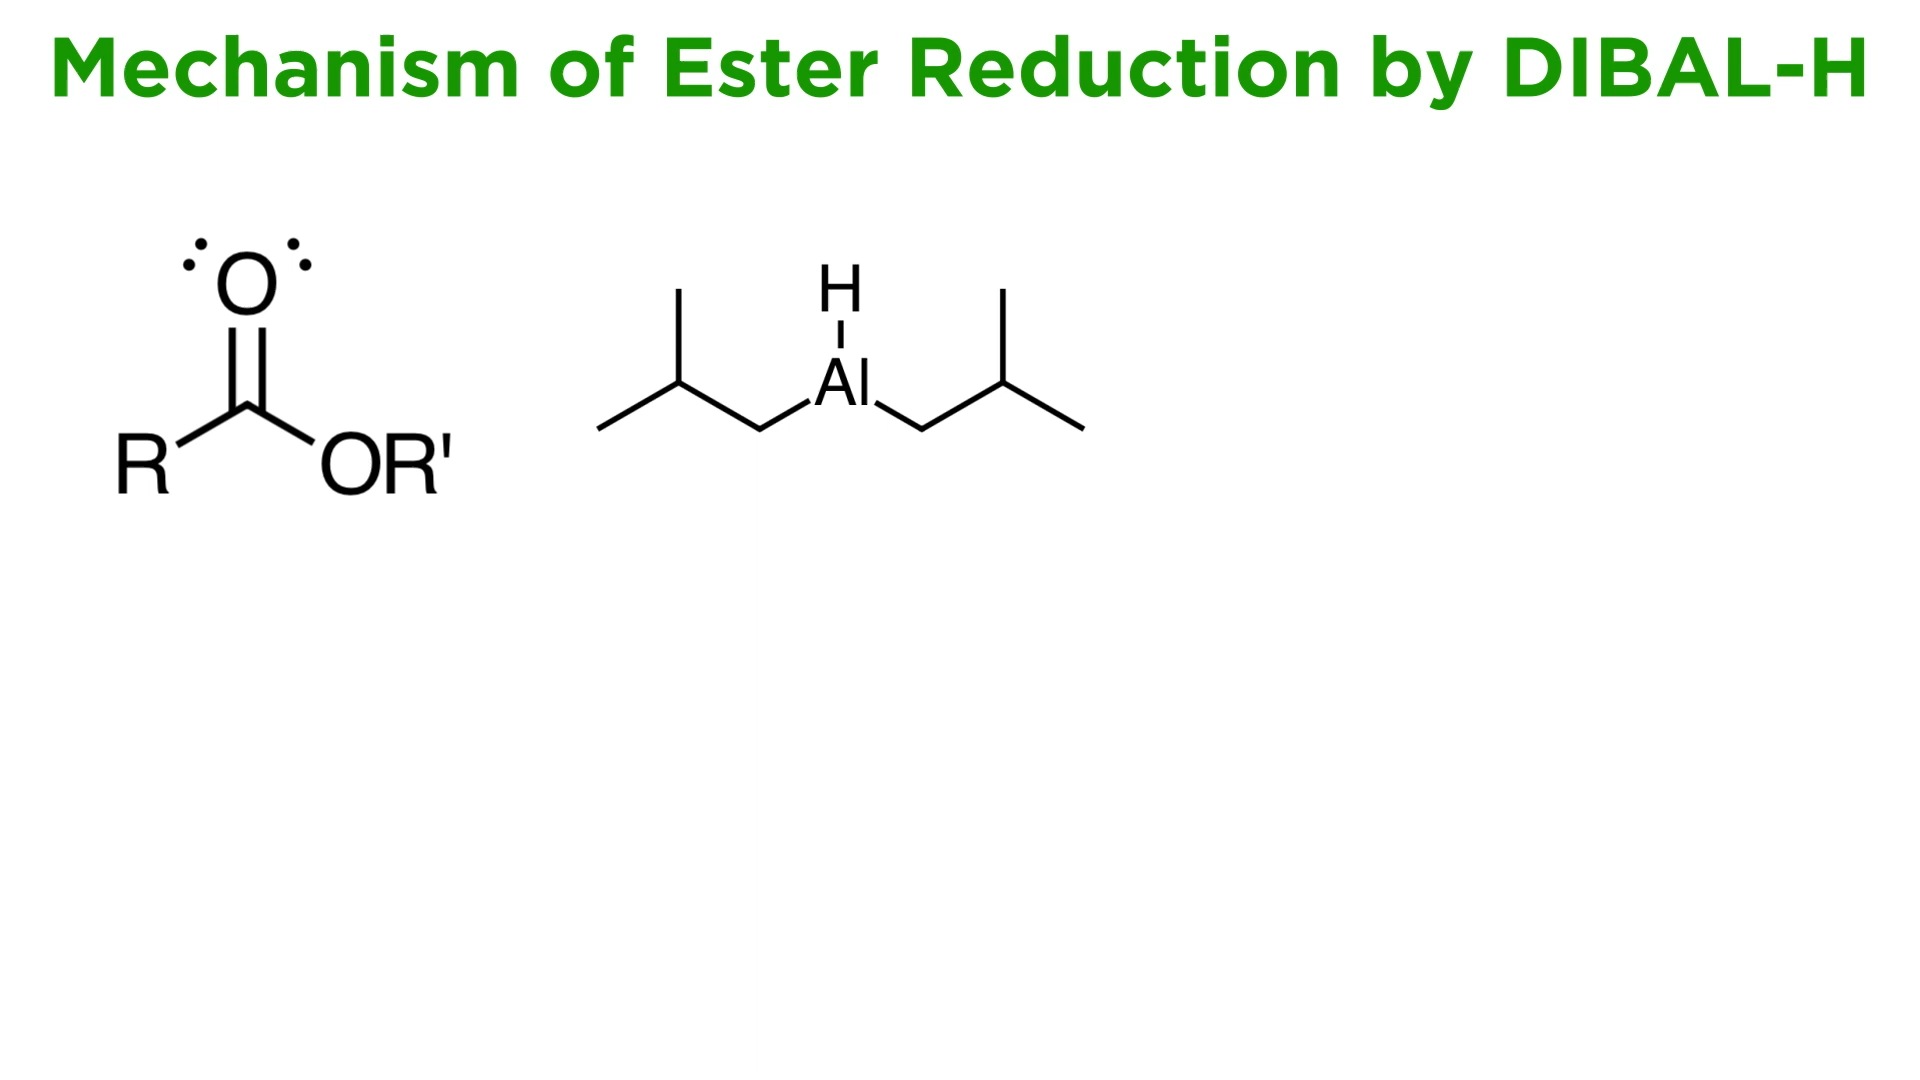 Mechanism of Ester Reduction by DIBAL-H
O
H
Al
R
OR'